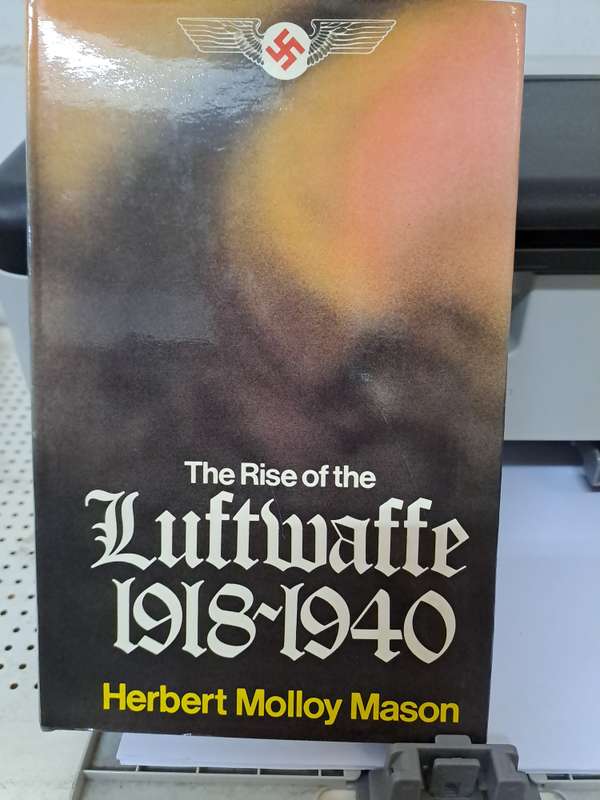 The Rise of the
Luftwaffe
1918-1940
Herbert Molloy Mason